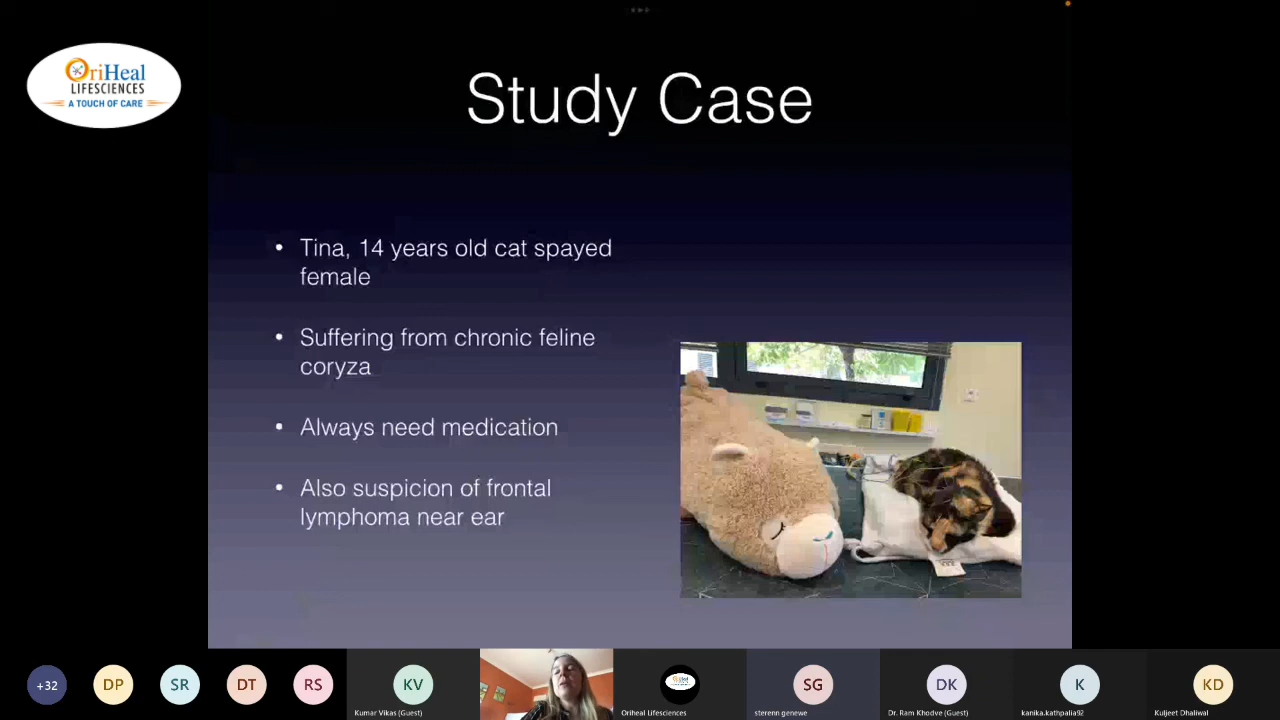 OriHeal
LIFESCIENCES
A TOUCH OF CARE
Study Case
• Tina, 14 years old cat spayed
female
• Suffering from chronic feline
coryza
• Always need medication
• Also suspicion of frontal
lymphoma near ear
+32
DP
SR
DT
RS
KV
SG
DK
K
KD
Kumar Vikas (Guest)
Oriheal Lifesciences
sterenn genewe
Dr. Ram Khodve (Guest)
kanika.kathpalia92
Kuljeet Dhaliwal